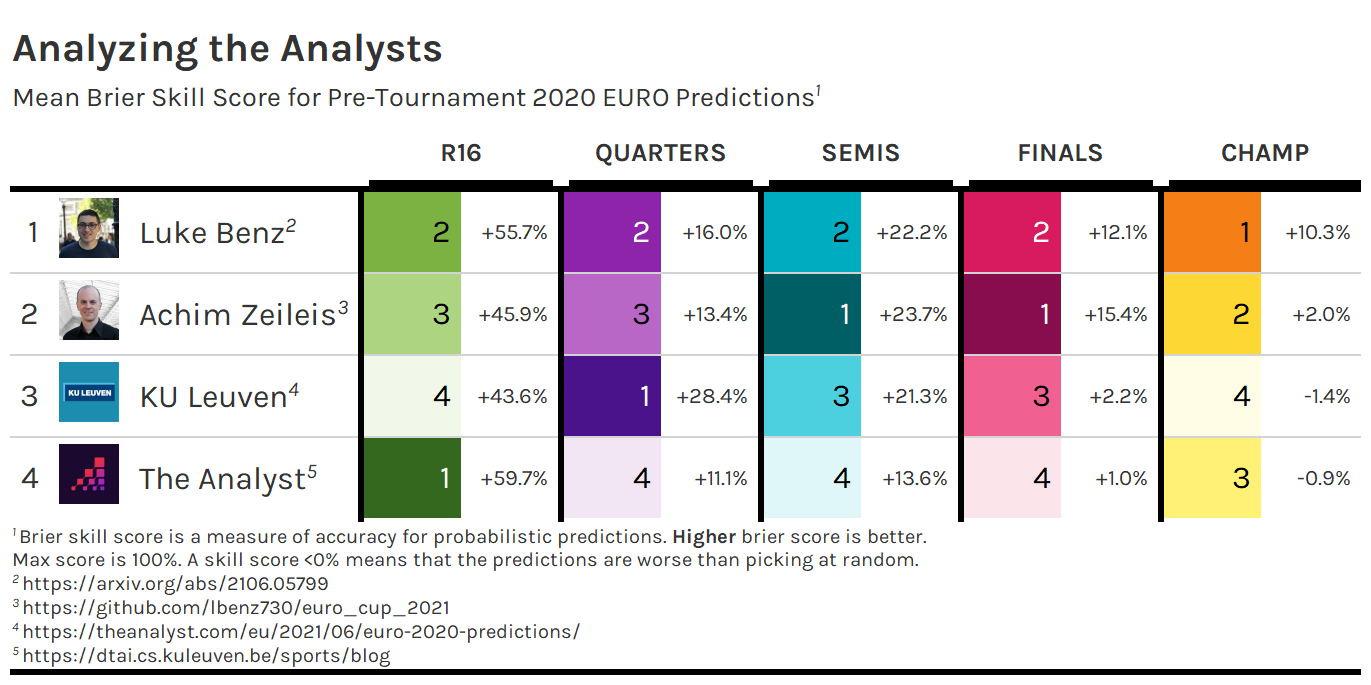 Analyzing the Analysts
Mean Brier Skill Score for Pre-Tournament 2020 EURO Predictions¹
R16 QUARTERS SEMIS FINALS CHAMP
1 Luke Benz² 2 +55.7% 2 +16.0% 2 +22.2% 2 +12.1% 1 +10.3%
2 Achim Zeileis³ 3 +45.9% 3 +13.4% 1 +23.7% 1 +15.4% 2 +2.0%
3 KU LEUVEN KU Leuven⁴ 4 +43.6% 1 +28.4% 3 +21.3% 3 +2.2% 4 -1.4%
4 The Analyst⁵ 1 +59.7% 4 +11.1% 4 +13.6% 4 +1.0% 3 -0.9%
¹ Brier skill score is a measure of accuracy for probabilistic predictions. Higher brier score is better.
Max score is 100%. A skill score <0% means that the predictions are worse than picking at random.
² https://arxiv.org/abs/2106.05799
³ https://github.com/lbenz730/euro_cup_2021
⁴ https://theanalyst.com/eu/2021/06/euro-2020-predictions/
⁵ https://dtai.cs.kuleuven.be/sports/blog